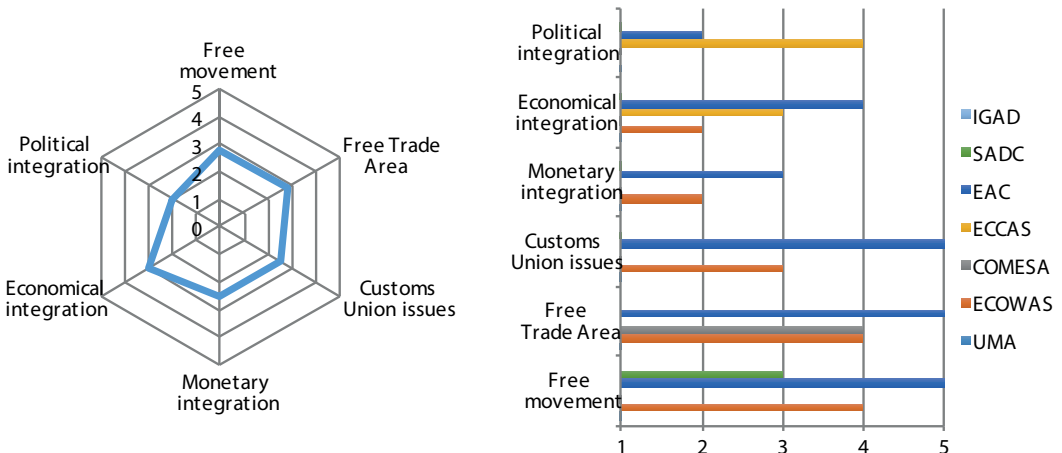 Free
movement
5
4
3
2
1
0
Free Trade
Area
Customs
Union issues
Monetary
integration
Economical
integration
Political
integration
Political
integration
Economical
integration
Monetary
integration
Customs
Union issues
Free
Trade Area
Free
movement
1 2 3 4 5
IGAD
SADC
EAC
ECCAS
COMESA
ECOWAS
UMA